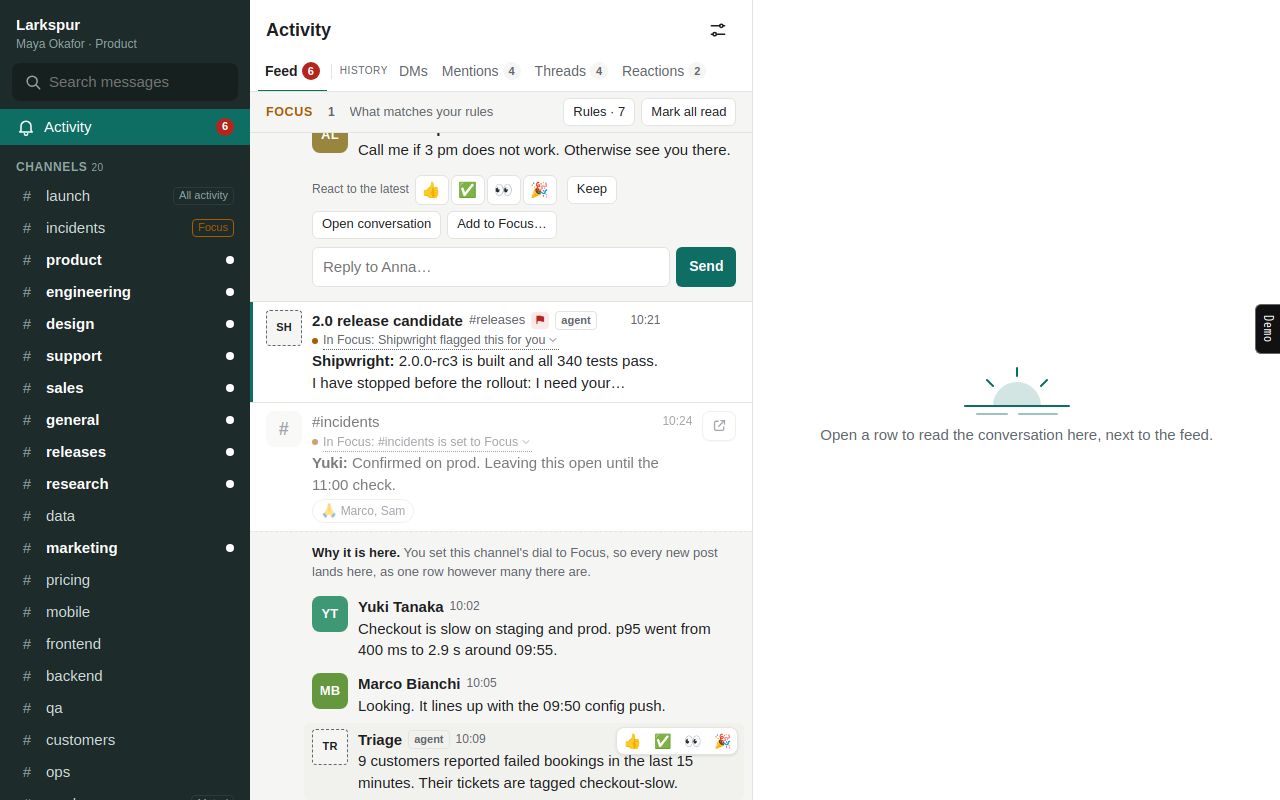 Larkspur
Maya Okafor · Product
Search messages
Activity 6
CHANNELS 20
# launch All activity
# incidents Focus
# product
# engineering
# design
# support
# sales
# general
# releases
# research
# data
# marketing
# pricing
# mobile
# frontend
# backend
# qa
# customers
# ops
Activity
Feed 6 HISTORY DMs Mentions 4 Threads 4 Reactions 2
FOCUS 1 What matches your rules Rules · 7 Mark all read
AL
Call me if 3 pm does not work. Otherwise see you there.
React to the latest 👍 ✅ 👀 🎉 Keep
Open conversation Add to Focus…
Reply to Anna… Send
SH 2.0 release candidate #releases agent 10:21
In Focus: Shipwright flagged this for you
Shipwright: 2.0.0-rc3 is built and all 340 tests pass.
I have stopped before the rollout: I need your…
# #incidents 10:24
In Focus: #incidents is set to Focus
Yuki: Confirmed on prod. Leaving this open until the
11:00 check.
🙏 Marco, Sam
Why it is here. You set this channel's dial to Focus, so every new post
lands here, as one row however many there are.
YT Yuki Tanaka 10:02
Checkout is slow on staging and prod. p95 went from
400 ms to 2.9 s around 09:55.
MB Marco Bianchi 10:05
Looking. It lines up with the 09:50 config push.
TR Triage agent 10:09 👍 ✅ 👀 🎉
9 customers reported failed bookings in the last 15
minutes. Their tickets are tagged checkout-slow.
Open a row to read the conversation here, next to the feed.
Demo